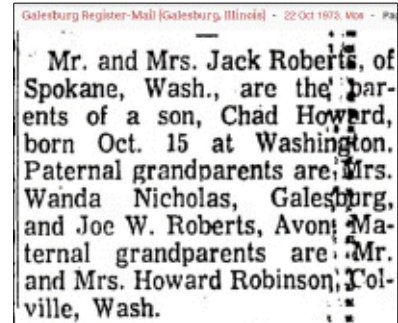 Galesburg Register-Mail (Galesburg, Illinois) - 22 Oct 1973, Mon - Pag
Mr. and Mrs. Jack Roberts, of
Spokane, Wash., are the par-
ents of a son, Chad Howard,
born Oct. 15 at Washington.
Paternal grandparents are Mrs.
Wanda Nicholas, Galesburg,
and Joe W. Roberts, Avon. Ma-
ternal grandparents are Mr.
and Mrs. Howard Robinson, Col-
ville, Wash.